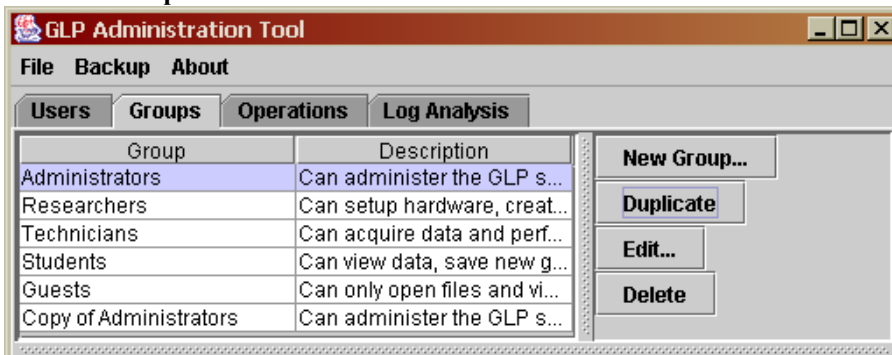 GLP Administration Tool
File Backup About
Users Groups Operations Log Analysis
Group Description
Administrators Can administer the GLP s...
Researchers Can setup hardware, creat...
Technicians Can acquire data and perf...
Students Can view data, save new g...
Guests Can only open files and vi...
Copy of Administrators Can administer the GLP s...
New Group...
Duplicate
Edit...
Delete